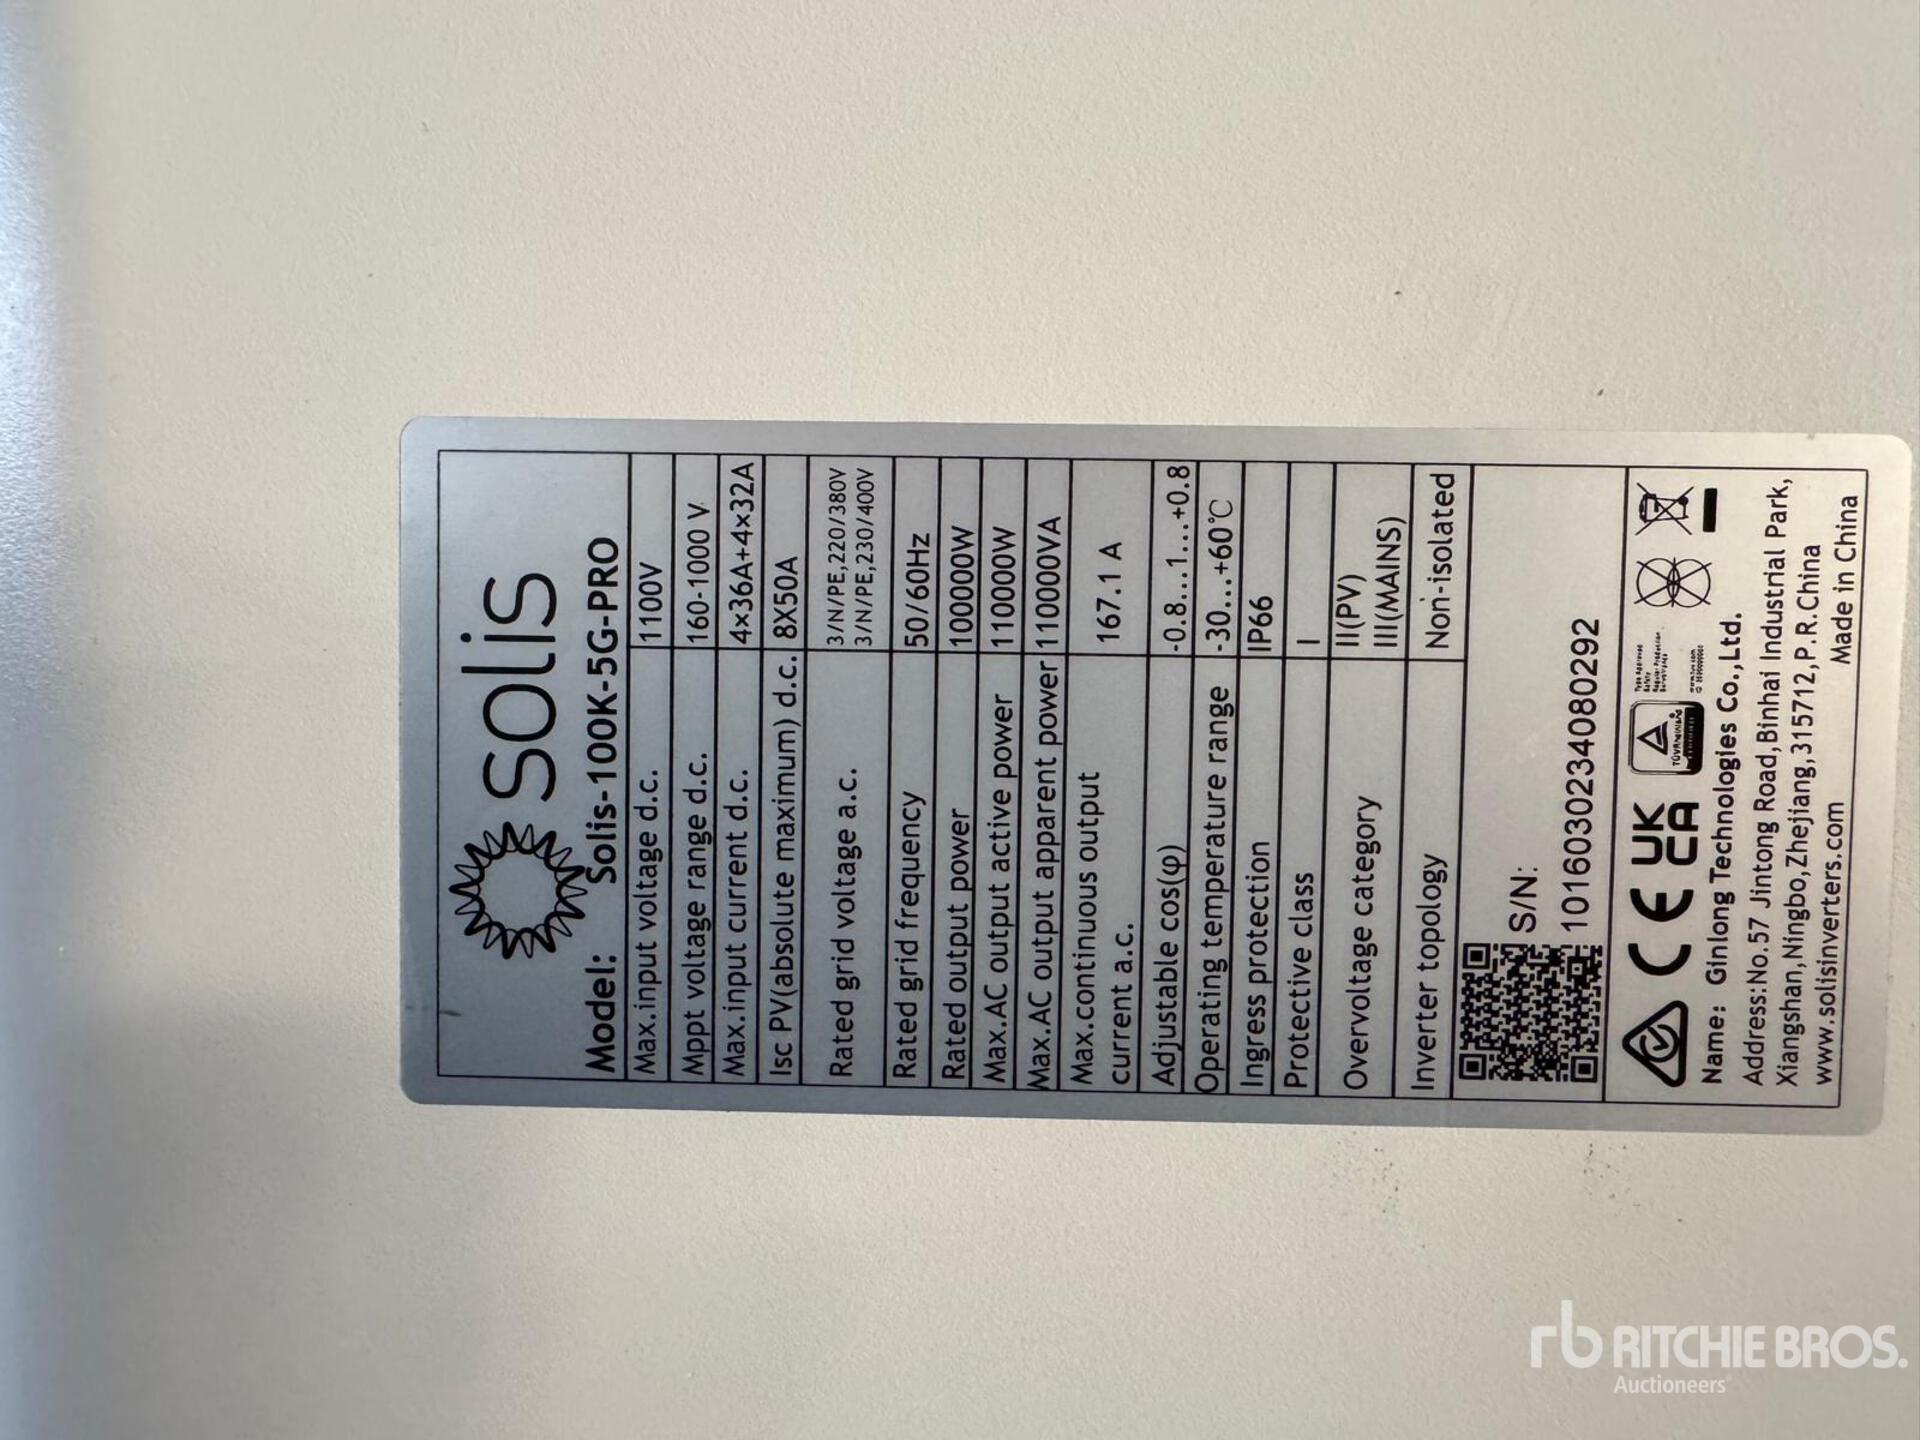 solis
Model: Solis-100K-5G-PRO
Max.input voltage d.c. 1100V
Mppt voltage range d.c. 160-1000 V
Max.input current d.c. 4×36A+4×32A
Isc PV(absolute maximum) d.c. 8X50A
Rated grid voltage a.c. 3/N/PE,220/380V
3/N/PE,230/400V
Rated grid frequency 50/60Hz
Rated output power 100000W
Max.AC output active power 110000W
Max.AC output apparent power 110000VA
Max.continuous output
current a.c. 167.1 A
Adjustable cos(φ) -0.8...1...+0.8
Operating temperature range -30...+60℃
Ingress protection IP66
Protective class I
Overvoltage category II(PV)
III(MAINS)
Inverter topology Non-isolated
S/N:
1016030234080292
CE UK
CA
Name: Ginlong Technologies Co.,Ltd.
Address:No.57 Jintong Road,Binhai Industrial Park,
Xiangshan,Ningbo,Zhejiang,315712,P.R.China
www.solisinverters.com Made in China
rb RITCHIE BROS.
Auctioneers